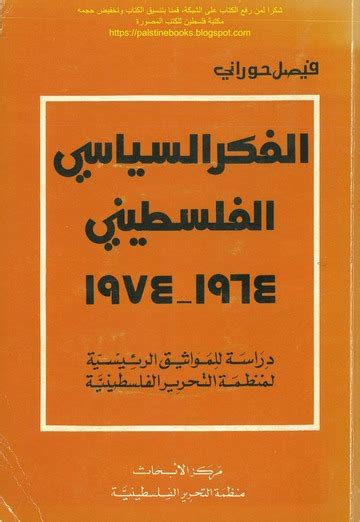 شكرا لمن رفع الكتاب على الشبكة، قمنا بتنسيق الكتاب وتخفيض حجمه
مكتبة فلسطين للكتب المصورة
https://palstinebooks.blogspot.com
فيصل حوراني
الفكر السياسي
الفلسطيني
١٩٦٤-١٩٧٤
دراسة للمواثيق الرئيسية
لمنظمة التحرير الفلسطينية
مركز الأبحاث
منظمة التحرير الفلسطينية